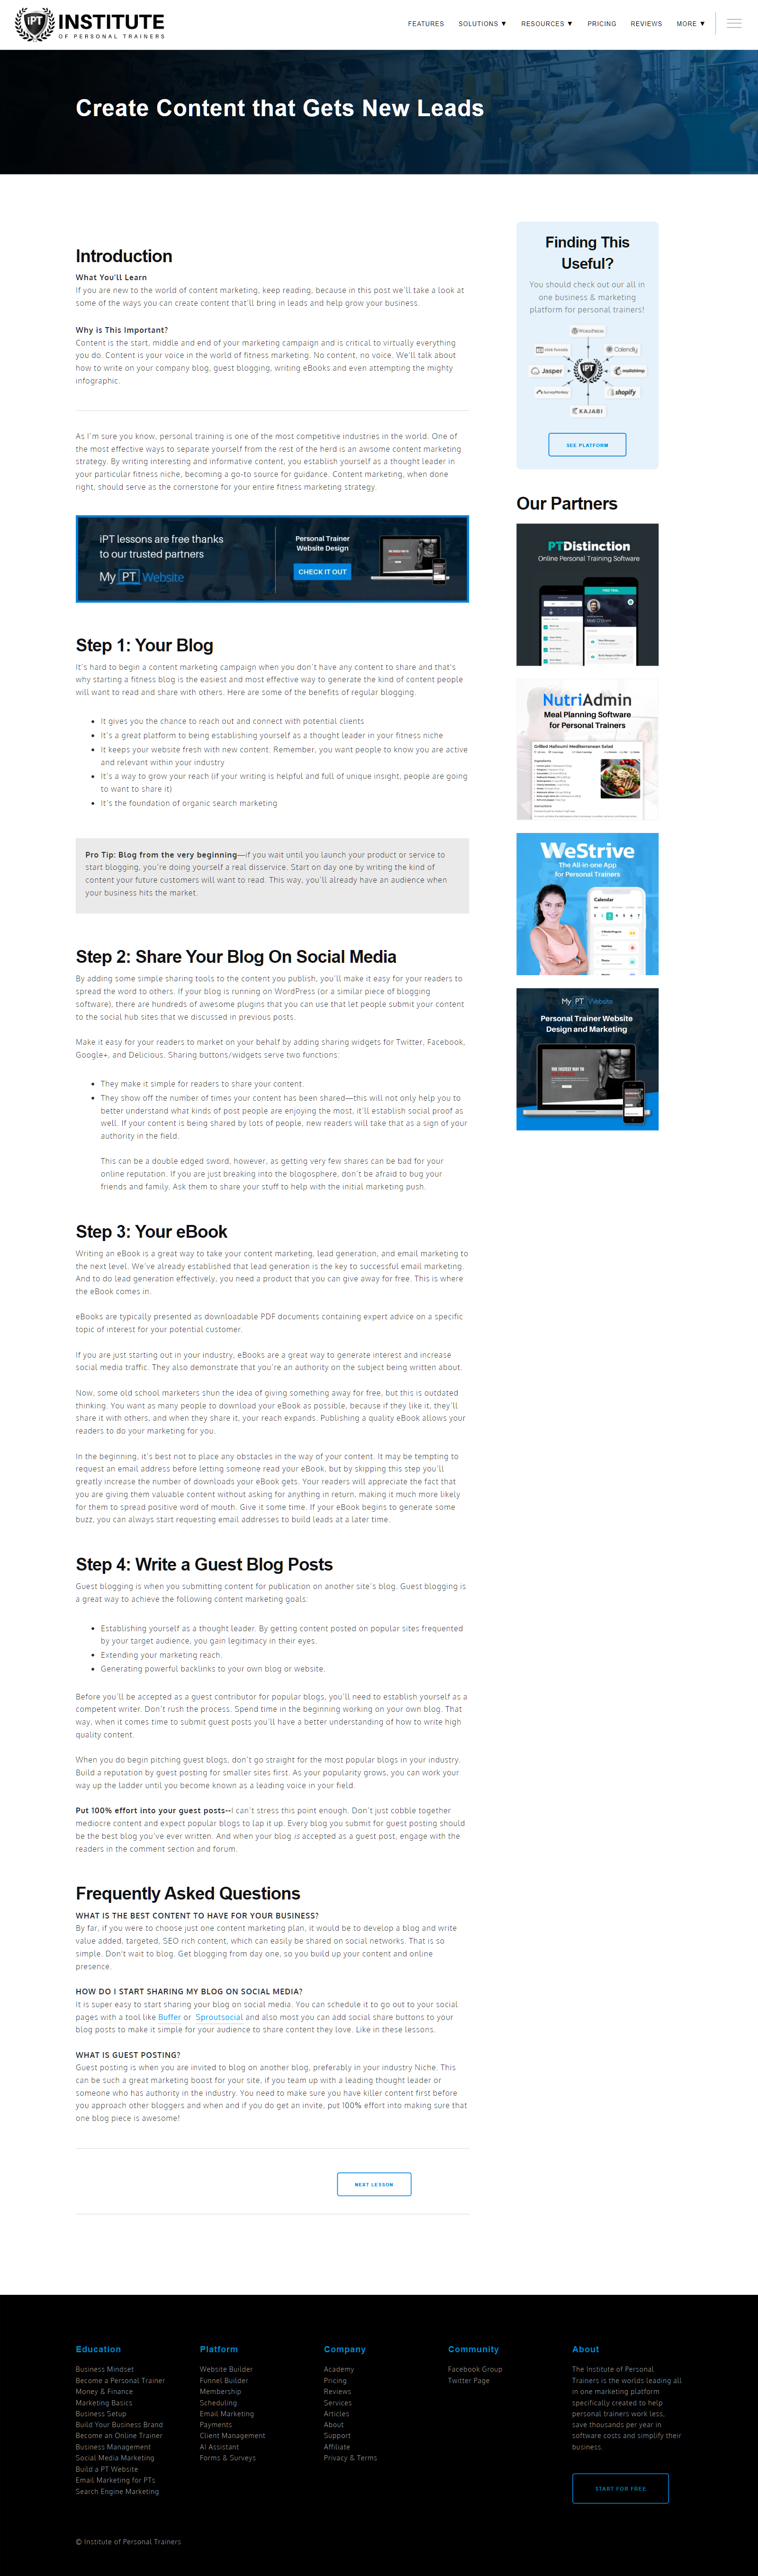 IPT INSTITUTE
OF PERSONAL TRAINERS
FEATURES SOLUTIONS ▼ RESOURCES ▼ PRICING REVIEWS MORE ▼
Create Content that Gets New Leads
Introduction
What You'll Learn
If you are new to the world of content marketing, keep reading, because in this post we'll take a look at
some of the ways you can create content that'll bring in leads and help grow your business.
Why is This Important?
Content is the start, middle and end of your marketing campaign and is critical to virtually everything
you do. Content is your voice in the world of fitness marketing. No content, no voice. We'll talk about
how to write on your company blog, guest blogging, writing eBooks and even attempting the mighty
infographic.
As I'm sure you know, personal training is one of the most competitive industries in the world. One of
the most effective ways to separate yourself from the rest of the herd is an awsome content marketing
strategy. By writing interesting and informative content, you establish yourself as a thought leader in
your particular fitness niche, becoming a go-to source for guidance. Content marketing, when done
right, should serve as the cornerstone for your entire fitness marketing strategy.
iPT lessons are free thanks
to our trusted partners
My PT Website
Personal Trainer
Website Design
CHECK IT OUT
Step 1: Your Blog
It's hard to begin a content marketing campaign when you don't have any content to share and that's
why starting a fitness blog is the easiest and most effective way to generate the kind of content people
will want to read and share with others. Here are some of the benefits of regular blogging.
• It gives you the chance to reach out and connect with potential clients
• It's a great platform to being establishing yourself as a thought leader in your fitness niche
• It keeps your website fresh with new content. Remember, you want people to know you are active
and relevant within your industry
• It's a way to grow your reach (if your writing is helpful and full of unique insight, people are going
to want to share it)
• It's the foundation of organic search marketing
Pro Tip: Blog from the very beginning—if you wait until you launch your product or service to
start blogging, you're doing yourself a real disservice. Start on day one by writing the kind of
content your future customers will want to read. This way, you'll already have an audience when
your business hits the market.
Step 2: Share Your Blog On Social Media
By adding some simple sharing tools to the content you publish, you'll make it easy for your readers to
spread the word to others. If your blog is running on WordPress (or a similar piece of blogging
software), there are hundreds of awesome plugins that you can use that let people submit your content
to the social hub sites that we discussed in previous posts.
Make it easy for your readers to market on your behalf by adding sharing widgets for Twitter, Facebook,
Google+, and Delicious. Sharing buttons/widgets serve two functions:
• They make it simple for readers to share your content.
• They show off the number of times your content has been shared—this will not only help you to
better understand what kinds of post people are enjoying the most, it'll establish social proof as
well. If your content is being shared by lots of people, new readers will take that as a sign of your
authority in the field.
This can be a double edged sword, however, as getting very few shares can be bad for your
online reputation. If you are just breaking into the blogosphere, don't be afraid to bug your
friends and family. Ask them to share your stuff to help with the initial marketing push.
Step 3: Your eBook
Writing an eBook is a great way to take your content marketing, lead generation, and email marketing to
the next level. We've already established that lead generation is the key to successful email marketing.
And to do lead generation effectively, you need a product that you can give away for free. This is where
the eBook comes in.
eBooks are typically presented as downloadable PDF documents containing expert advice on a specific
topic of interest for your potential customer.
If you are just starting out in your industry, eBooks are a great way to generate interest and increase
social media traffic. They also demonstrate that you're an authority on the subject being written about.
Now, some old school marketers shun the idea of giving something away for free, but this is outdated
thinking. You want as many people to download your eBook as possible, because if they like it, they'll
share it with others, and when they share it, your reach expands. Publishing a quality eBook allows your
readers to do your marketing for you.
In the beginning, it's best not to place any obstacles in the way of your content. It may be tempting to
request an email address before letting someone read your eBook, but by skipping this step you'll
greatly increase the number of downloads your eBook gets. Your readers will appreciate the fact that
you are giving them valuable content without asking for anything in return, making it much more likely
for them to spread positive word of mouth. Give it some time. If your eBook begins to generate some
buzz, you can always start requesting email addresses to build leads at a later time.
Step 4: Write a Guest Blog Posts
Guest blogging is when you submitting content for publication on another site's blog. Guest blogging is
a great way to achieve the following content marketing goals:
• Establishing yourself as a thought leader. By getting content posted on popular sites frequented
by your target audience, you gain legitimacy in their eyes.
• Extending your marketing reach.
• Generating powerful backlinks to your own blog or website.
Before you'll be accepted as a guest contributor for popular blogs, you'll need to establish yourself as a
competent writer. Don't rush the process. Spend time in the beginning working on your own blog. That
way, when it comes time to submit guest posts you'll have a better understanding of how to write high
quality content.
When you do begin pitching guest blogs, don't go straight for the most popular blogs in your industry.
Build a reputation by guest posting for smaller sites first. As your popularity grows, you can work your
way up the ladder until you become known as a leading voice in your field.
Put 100% effort into your guest posts--I can't stress this point enough. Don't just cobble together
mediocre content and expect popular blogs to lap it up. Every blog you submit for guest posting should
be the best blog you've ever written. And when your blog is accepted as a guest post, engage with the
readers in the comment section and forum.
Frequently Asked Questions
WHAT IS THE BEST CONTENT TO HAVE FOR YOUR BUSINESS?
By far, if you were to choose just one content marketing plan, it would be to develop a blog and write
value added, targeted, SEO rich content, which can easily be shared on social networks. That is so
simple. Don't wait to blog. Get blogging from day one, so you build up your content and online
presence.
HOW DO I START SHARING MY BLOG ON SOCIAL MEDIA?
It is super easy to start sharing your blog on social media. You can schedule it to go out to your social
pages with a tool like Buffer or Sproutsocial and also most you can add social share buttons to your
blog posts to make it simple for your audience to share content they love. Like in these lessons.
WHAT IS GUEST POSTING?
Guest posting is when you are invited to blog on another blog, preferably in your industry Niche. This
can be such a great marketing boost for your site, if you team up with a leading thought leader or
someone who has authority in the industry. You need to make sure you have killer content first before
you approach other bloggers and when and if you do get an invite, put 100% effort into making sure that
one blog piece is awesome!
NEXT LESSON
Finding This
Useful?
You should check out our all in
one business & marketing
platform for personal trainers!
WORDPRESS
Calendly
Jasper
IPT
mailchimp
SurveyMonkey
shopify
KAJABI
SEE PLATFORM
Our Partners
PTDistinction
Online Personal Training Software
FREE TRIAL
NutriAdmin
Meal Planning Software
for Personal Trainers
Grilled Halloumi Mediterranean Salad
Ingredients
WeStrive
The All-in-one App
for Personal Trainers
Calendar
My PT Website
Personal Trainer Website
Design and Marketing
Education
Business Mindset
Become a Personal Trainer
Money & Finance
Marketing Basics
Business Setup
Build Your Business Brand
Become an Online Trainer
Business Management
Social Media Marketing
Build a PT Website
Email Marketing for PTs
Search Engine Marketing
Platform
Website Builder
Funnel Builder
Membership
Scheduling
Email Marketing
Payments
Client Management
AI Assistant
Forms & Surveys
Company
Academy
Pricing
Reviews
Services
Articles
About
Support
Affiliate
Privacy & Terms
Community
Facebook Group
Twitter Page
About
The Institute of Personal
Trainers is the worlds leading all
in one marketing platform
specifically created to help
personal trainers work less,
save thousands per year in
software costs and simplify their
business.
START FOR FREE
© Institute of Personal Trainers